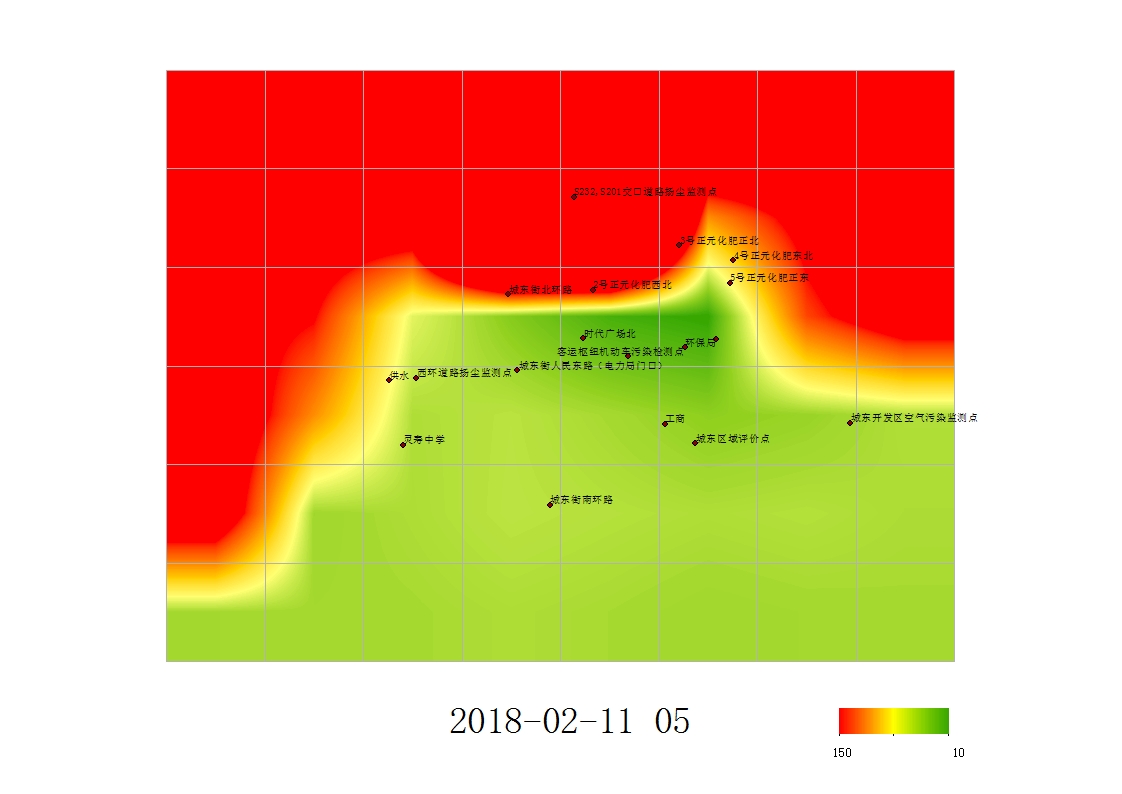 S232,S201交口道路扬尘监测点
3号正元化肥正北
4号正元化肥东北
5号正元化肥正东
2号正元化肥西北
城东街北环路
时代广场北
环保局
客运枢纽机动车污染检测点
城东街人民东路（电力局门口）
供水
西环道路扬尘监测点
工商
城东开发区空气污染监测点
城东区域评价点
灵寿中学
城东街南环路
2018-02-11 05
150
10